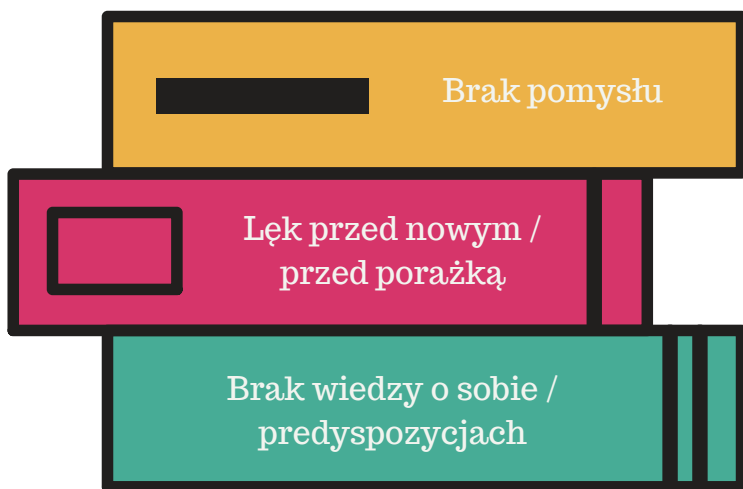 Brak pomysłu
Lęk przed nowym /
przed porażką
Brak wiedzy o sobie /
predyspozycjach